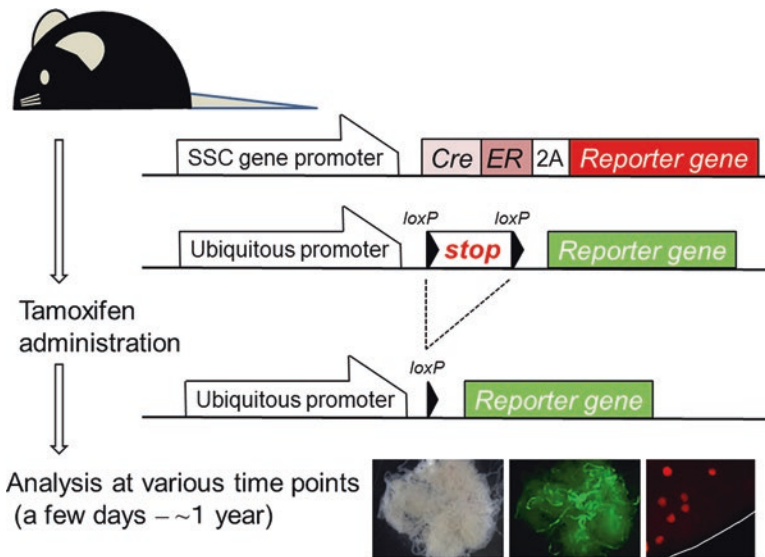 SSC gene promoter Cre ER 2A Reporter gene
loxP loxP
Ubiquitous promoter stop Reporter gene
Tamoxifen
administration
loxP
Ubiquitous promoter Reporter gene
Analysis at various time points
(a few days – ~1 year)